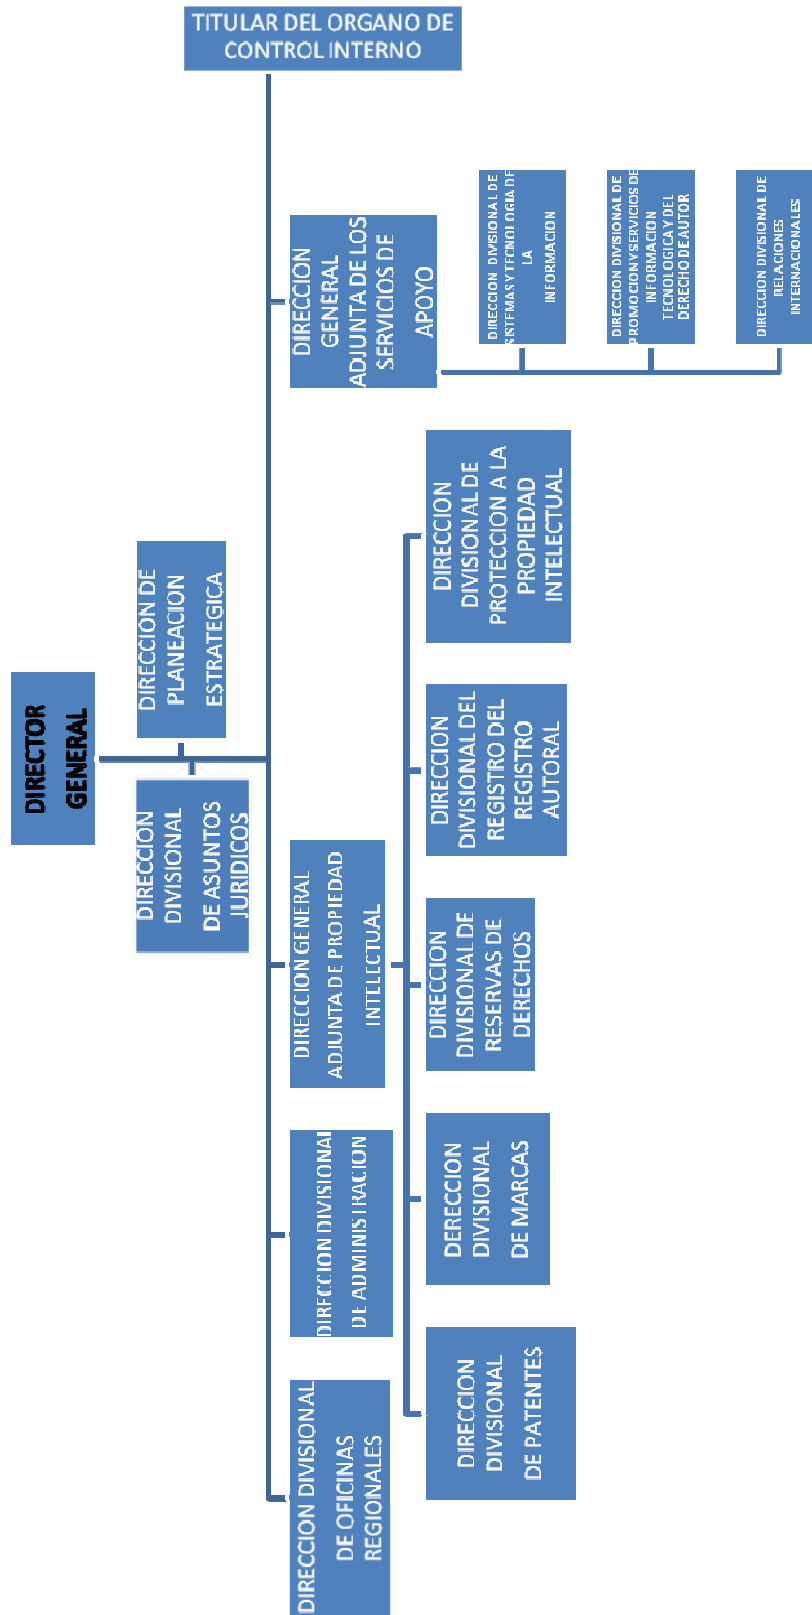 TITULAR DEL ORGANO DE
CONTROL INTERNO
DIRECTOR
GENERAL
DIRECCION DE
PLANEACION
ESTRATEGICA
DIRECCION
DIVISIONAL
DE ASUNTOS
JURIDICOS
DIRECCION DIVISIONAL
DE OFICINAS
REGIONALES
DIRECCION DIVISIONAL
DE ADMINISTRACION
DIRECCION GENERAL
ADJUNTA DE PROPIEDAD
INTELECTUAL
DIRECCION
GENERAL
ADJUNTA DE LOS
SERVICIOS DE
APOYO
DIRECCION
DIVISIONAL
DE PATENTES
DERECCION
DIVISIONAL
DE MARCAS
DIRECCION
DIVISIONAL DE
RESERVAS DE
DERECHOS
DIRECCION
DIVISIONAL DEL
REGISTRO DEL
REGISTRO
AUTORAL
DIRECCION
DIVISIONAL DE
PROTECCION A LA
PROPIEDAD
INTELECTUAL
DIRECCION DIVISIONAL DE
SISTEMAS Y TECNOLOGIA DE
LA
INFORMACION
DIRECCION DIVISIONAL DE
PROMOCION Y SERVICIOS DE
INFORMACION
TECNOLOGICA Y DEL
DERECHO DE AUTOR
DIRECCION DIVISIONAL DE
RELACIONES
INTERNACIONALES